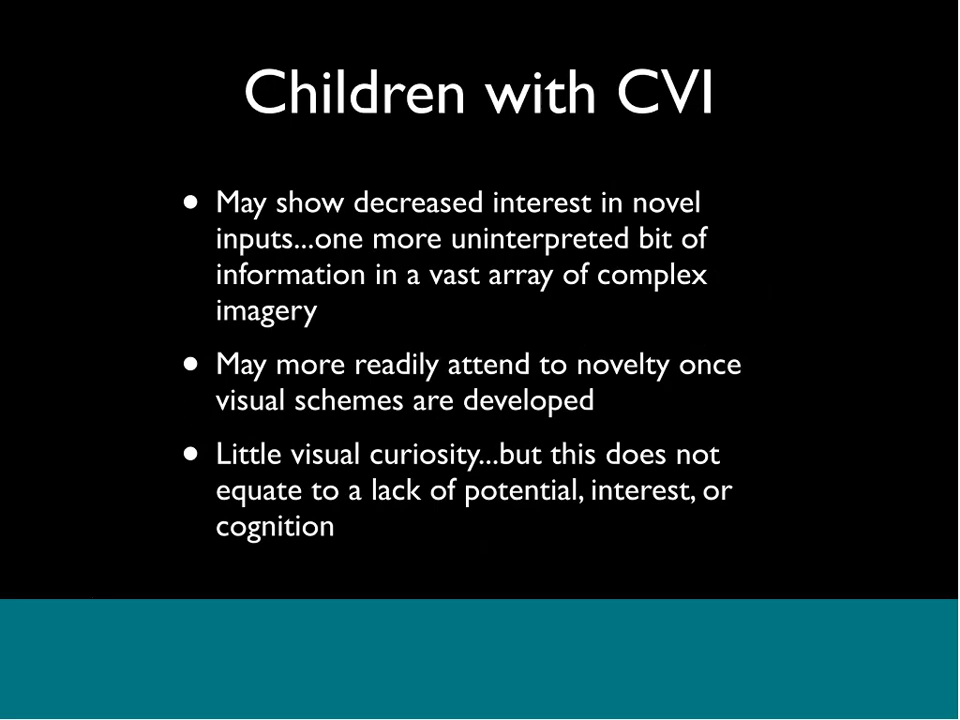 Children with CVI
• May show decreased interest in novel
inputs...one more uninterpreted bit of
information in a vast array of complex
imagery
• May more readily attend to novelty once
visual schemes are developed
• Little visual curiosity...but this does not
equate to a lack of potential, interest, or
cognition